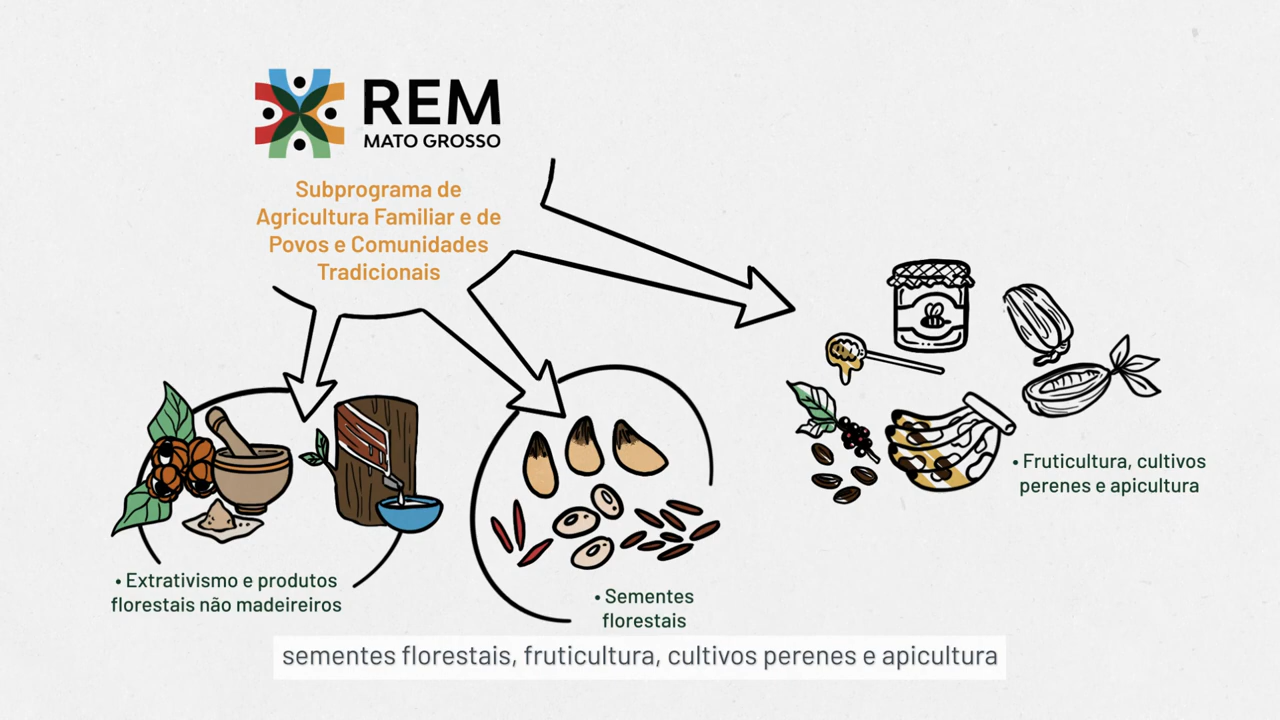 REM
MATO GROSSO
Subprograma de
Agricultura Familiar e de
Povos e Comunidades
Tradicionais
• Extrativismo e produtos
florestais não madeireiros
• Sementes
florestais
• Fruticultura, cultivos
perenes e apicultura
sementes florestais, fruticultura, cultivos perenes e apicultura